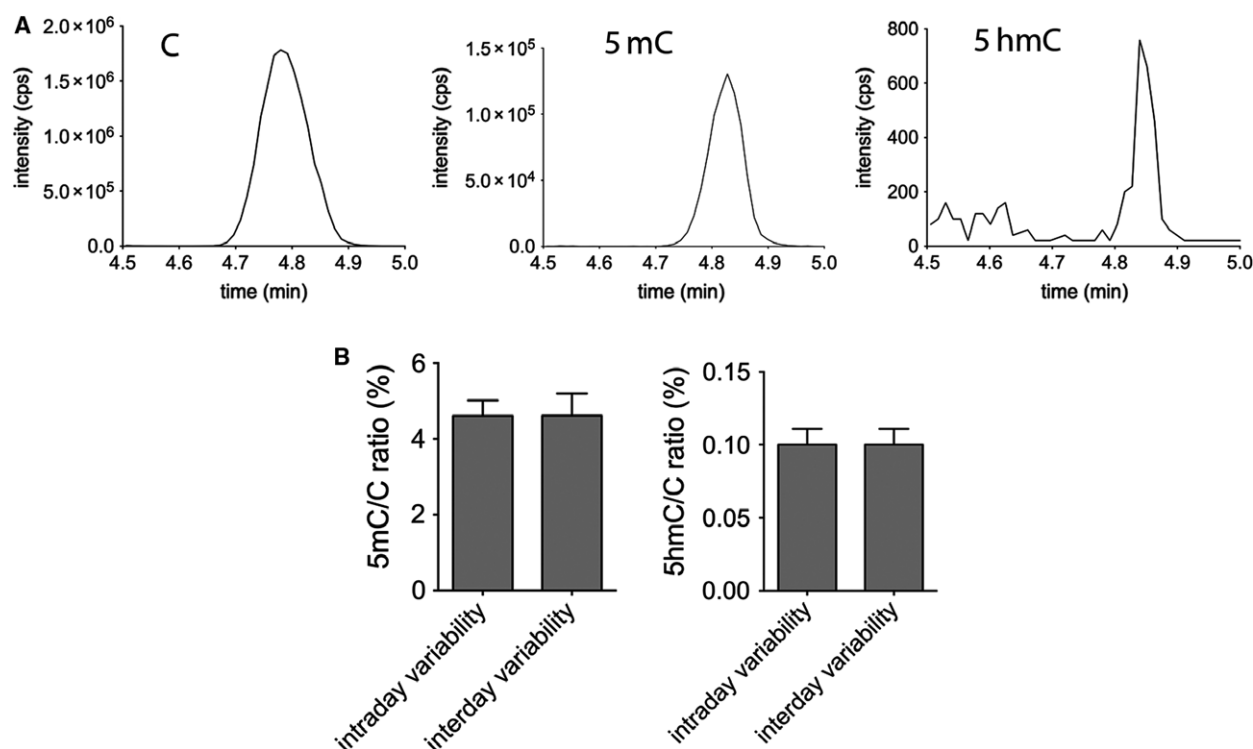 A
C
intensity (cps)
2.0×10⁶
1.5×10⁶
1.0×10⁶
5.0×10⁵
0.0
4.5 4.6 4.7 4.8 4.9 5.0
time (min)
5 mC
intensity (cps)
1.5×10⁵
1.0×10⁵
5.0×10⁴
0.0
4.5 4.6 4.7 4.8 4.9 5.0
time (min)
5 hmC
intensity (cps)
800
600
400
200
0
4.5 4.6 4.7 4.8 4.9 5.0
time (min)
B
5mC/C ratio (%)
6
4
2
0
intraday variability
interday variability
5hmC/C ratio (%)
0.15
0.10
0.05
0.00
intraday variability
interday variability